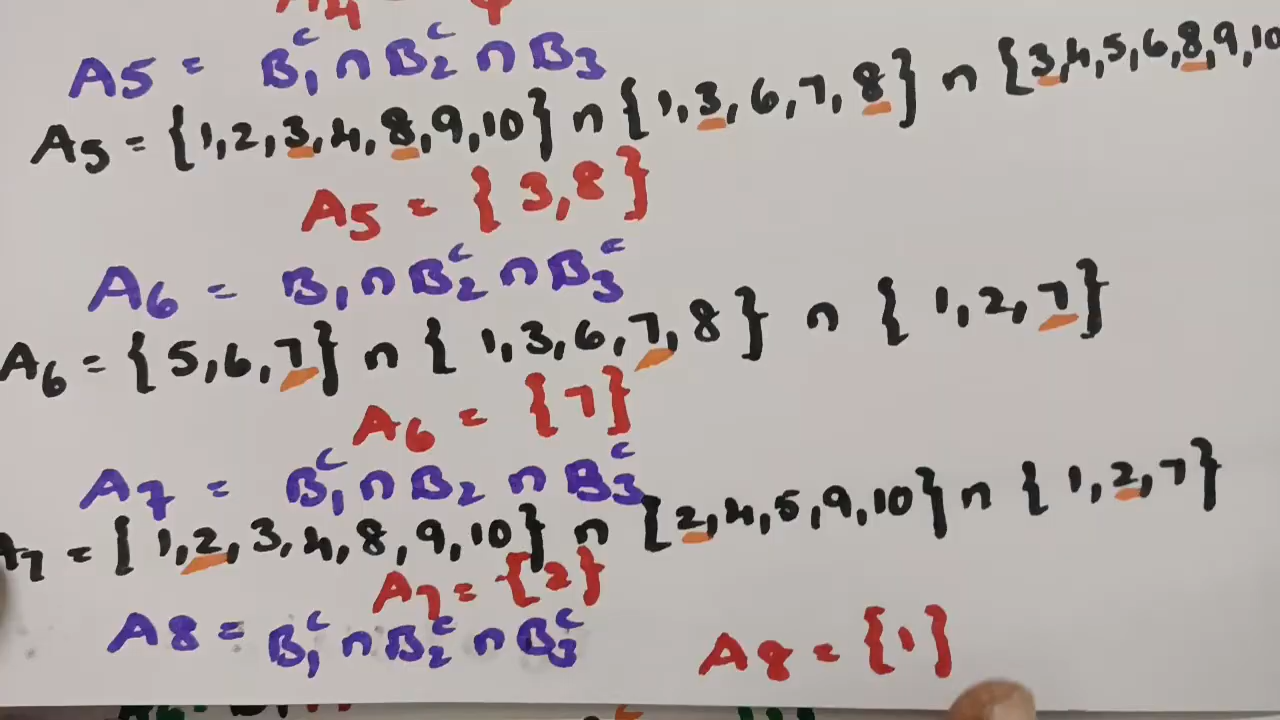 A4 = φ
A5 = B₁ᶜ ∩ B₂ᶜ ∩ B₃
A5 = {1,2,3,4,8,9,10} ∩ {1,3,6,7,8} ∩ {3,4,5,6,8,9,10
A5 = {3,8}
A6 = B₁ ∩ B₂ᶜ ∩ B₃ᶜ
A6 = {5,6,7} ∩ {1,3,6,7,8} ∩ {1,2,7}
A6 = {7}
A7 = B₁ᶜ ∩ B₂ ∩ B₃ᶜ
A7 = {1,2,3,4,8,9,10} ∩ {2,4,5,9,10} ∩ {1,2,7}
A7 = {2}
A8 = B₁ᶜ ∩ B₂ᶜ ∩ B₃ᶜ
A8 = {1}